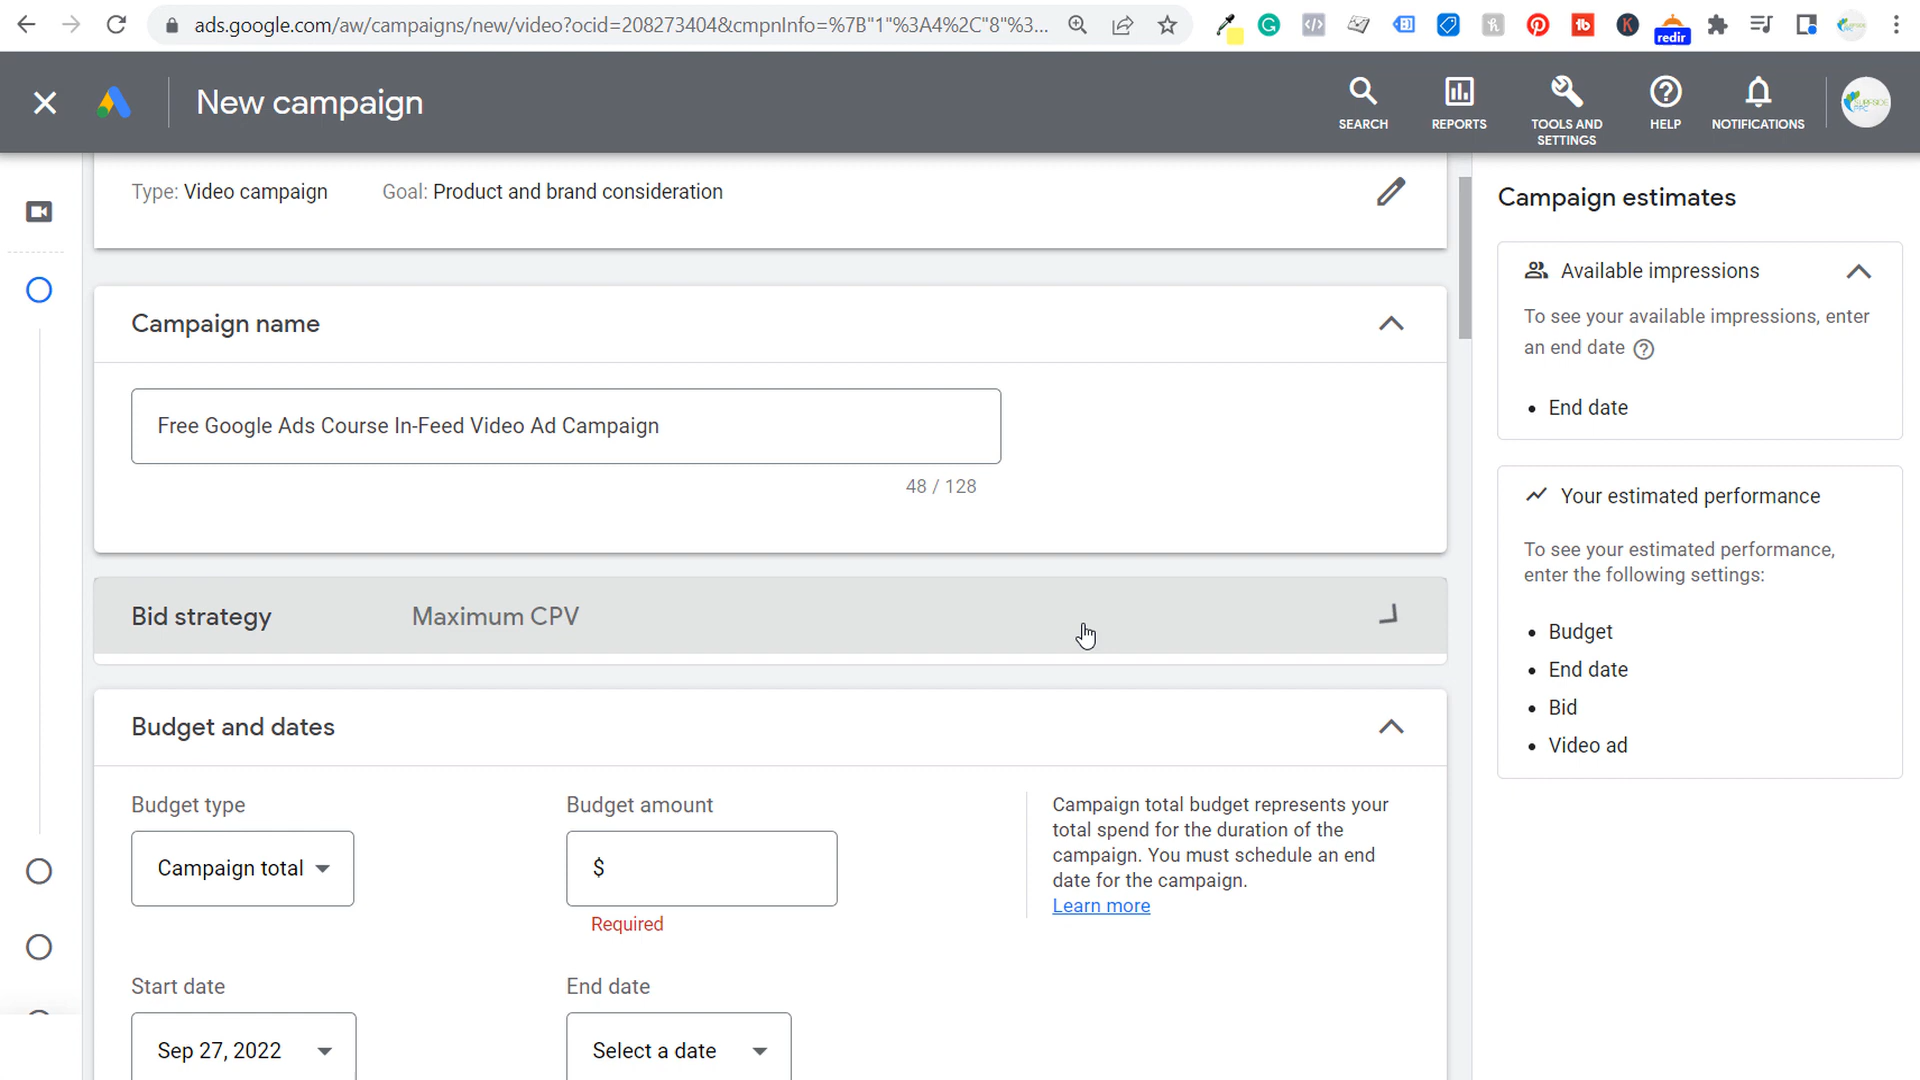 ads.google.com/aw/campaigns/new/video?ocid=208273404&cmpnInfo=%7B"1"%3A4%2C"8"%3...
redir
New campaign
SEARCH
REPORTS
TOOLS AND
SETTINGS
HELP
NOTIFICATIONS
Type: Video campaign
Goal: Product and brand consideration
Campaign name
Free Google Ads Course In-Feed Video Ad Campaign
48 / 128
Bid strategy
Maximum CPV
Budget and dates
Budget type
Campaign total
Budget amount
$
Required
Campaign total budget represents your
total spend for the duration of the
campaign. You must schedule an end
date for the campaign.
Learn more
Start date
Sep 27, 2022
End date
Select a date
Campaign estimates
Available impressions
To see your available impressions, enter
an end date
• End date
Your estimated performance
To see your estimated performance,
enter the following settings:
• Budget
• End date
• Bid
• Video ad